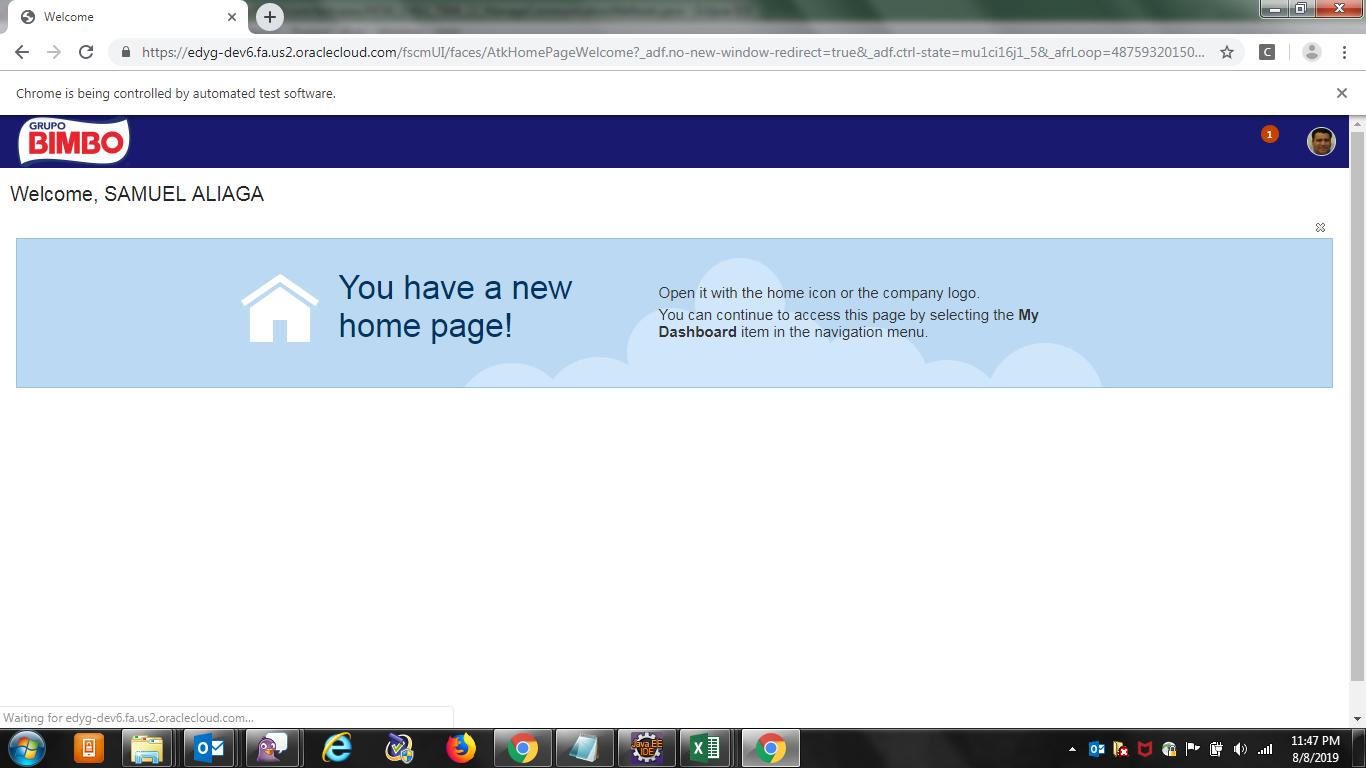 Welcome
https://edyg-dev6.fa.us2.oraclecloud.com/fscmUI/faces/AtkHomePageWelcome?_adf.no-new-window-redirect=true&_adf.ctrl-state=mu1ci16j1_5&_afrLoop=48759320150...
C
Chrome is being controlled by automated test software.
GRUPO
BIMBO
1
Welcome, SAMUEL ALIAGA
You have a new
home page!
Open it with the home icon or the company logo.
You can continue to access this page by selecting the My
Dashboard item in the navigation menu.
Waiting for edyg-dev6.fa.us2.oraclecloud.com...
Java EE
IDE
11:47 PM
8/8/2019